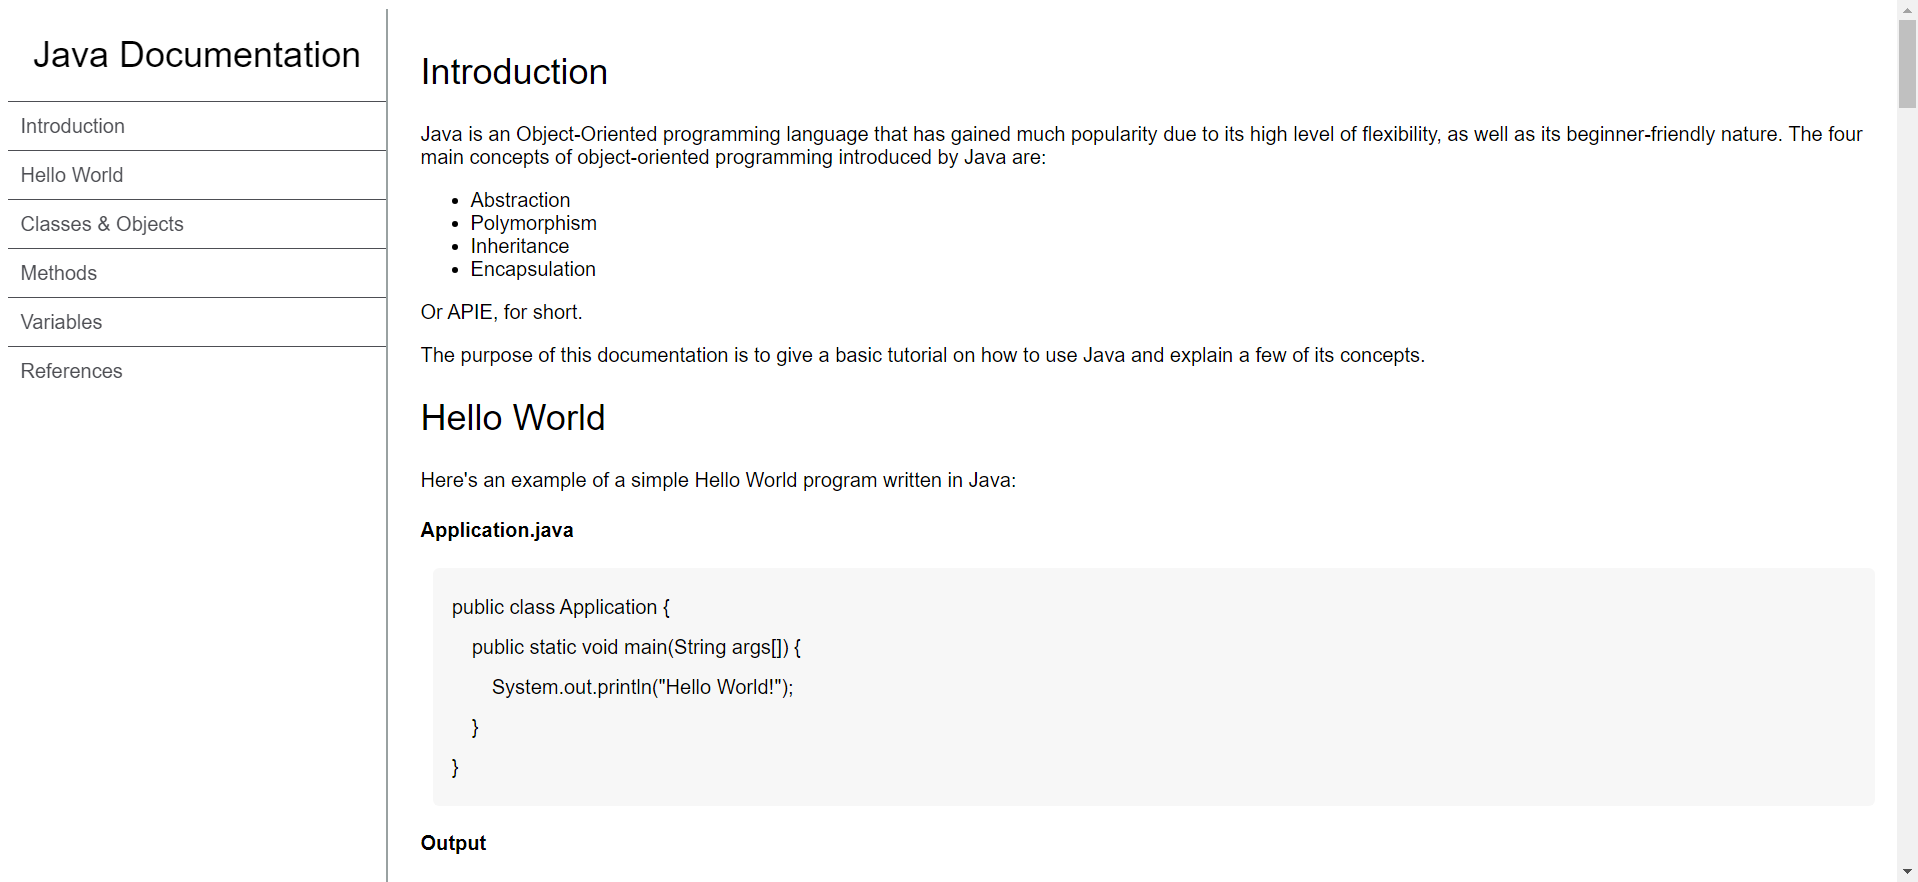 Java Documentation
Introduction
Hello World
Classes & Objects
Methods
Variables
References
Introduction
Java is an Object-Oriented programming language that has gained much popularity due to its high level of flexibility, as well as its beginner-friendly nature. The four
main concepts of object-oriented programming introduced by Java are:
• Abstraction
• Polymorphism
• Inheritance
• Encapsulation
Or APIE, for short.
The purpose of this documentation is to give a basic tutorial on how to use Java and explain a few of its concepts.
Hello World
Here's an example of a simple Hello World program written in Java:
Application.java
public class Application {
public static void main(String args[]) {
System.out.println("Hello World!");
}
}
Output